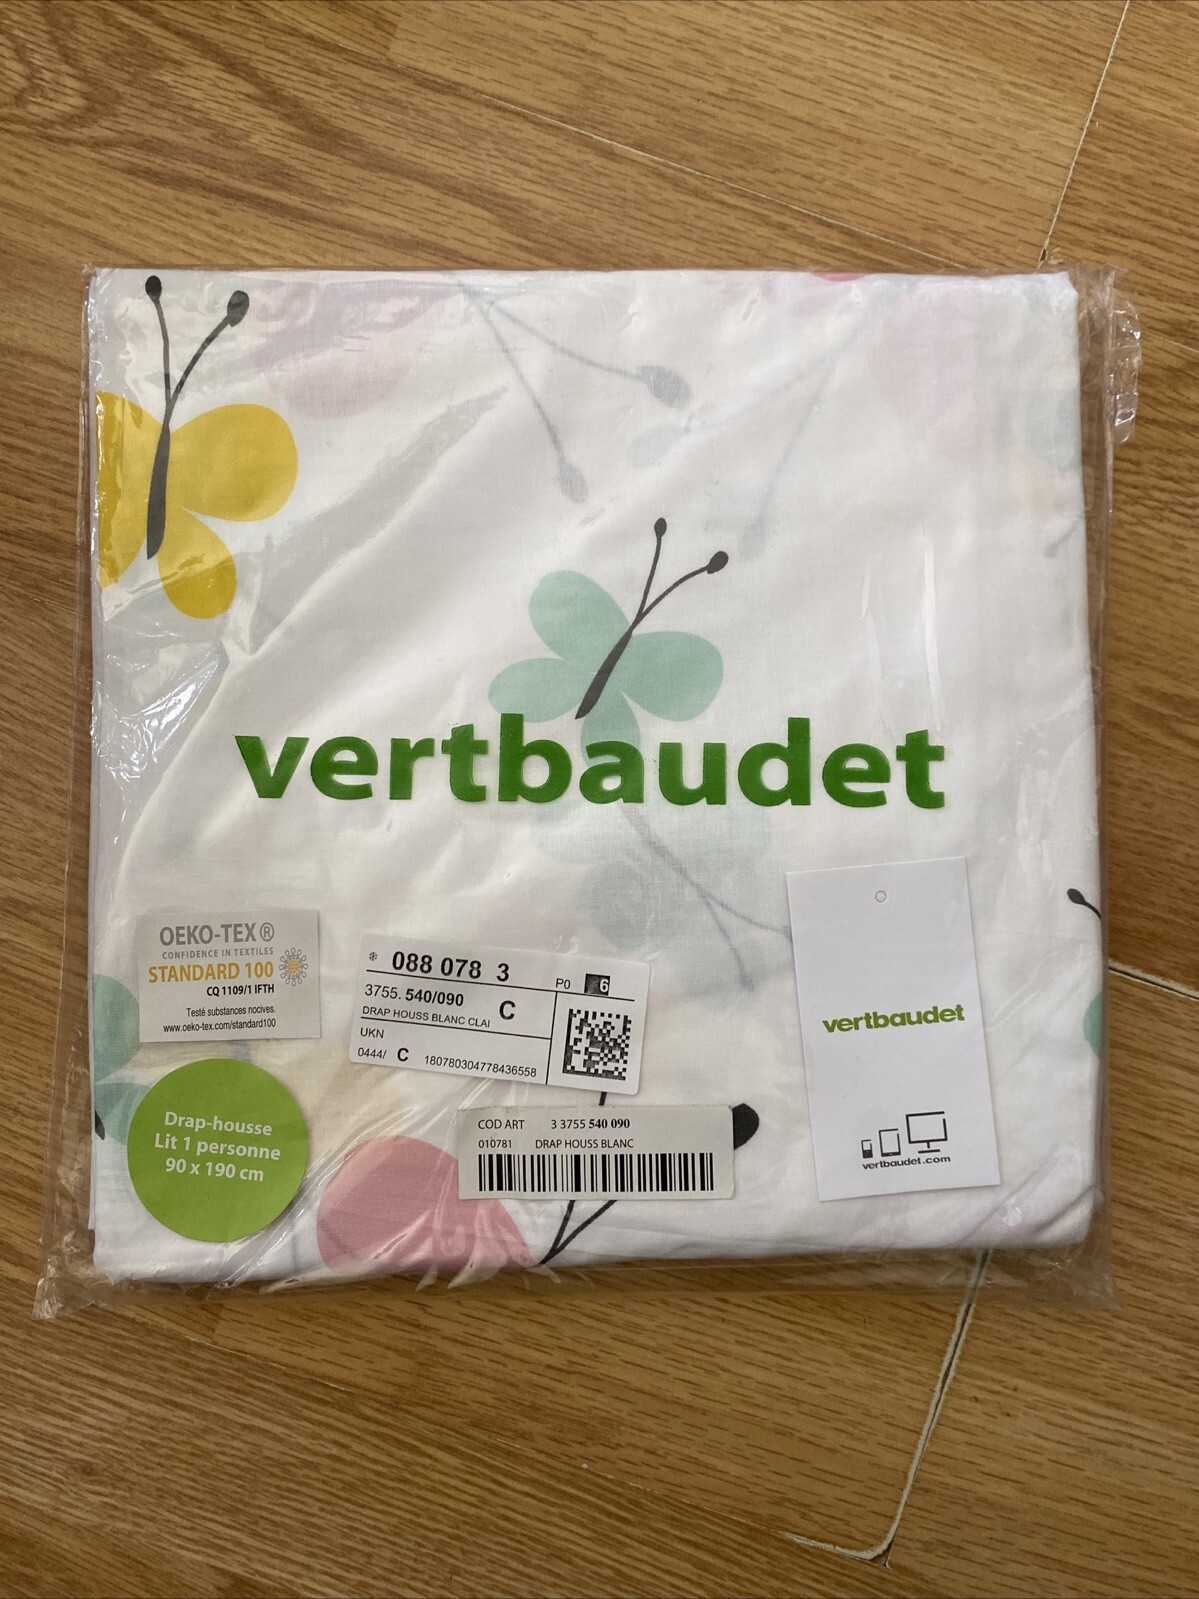 vertbaudet
OEKO-TEX®
CONFIDENCE IN TEXTILES
STANDARD 100
CQ 1109/1 IFTH
Testé substances nocives.
www.oeko-tex.com/standard100
088 078 3
P0 6
3755. 540/090 C
DRAP HOUSS BLANC CLAI
UKN
0444/ C 180780304778436558
COD ART 3 3755 540 090
010781 DRAP HOUSS BLANC
Drap-housse
Lit 1 personne
90 x 190 cm
vertbaudet
vertbaudet.com